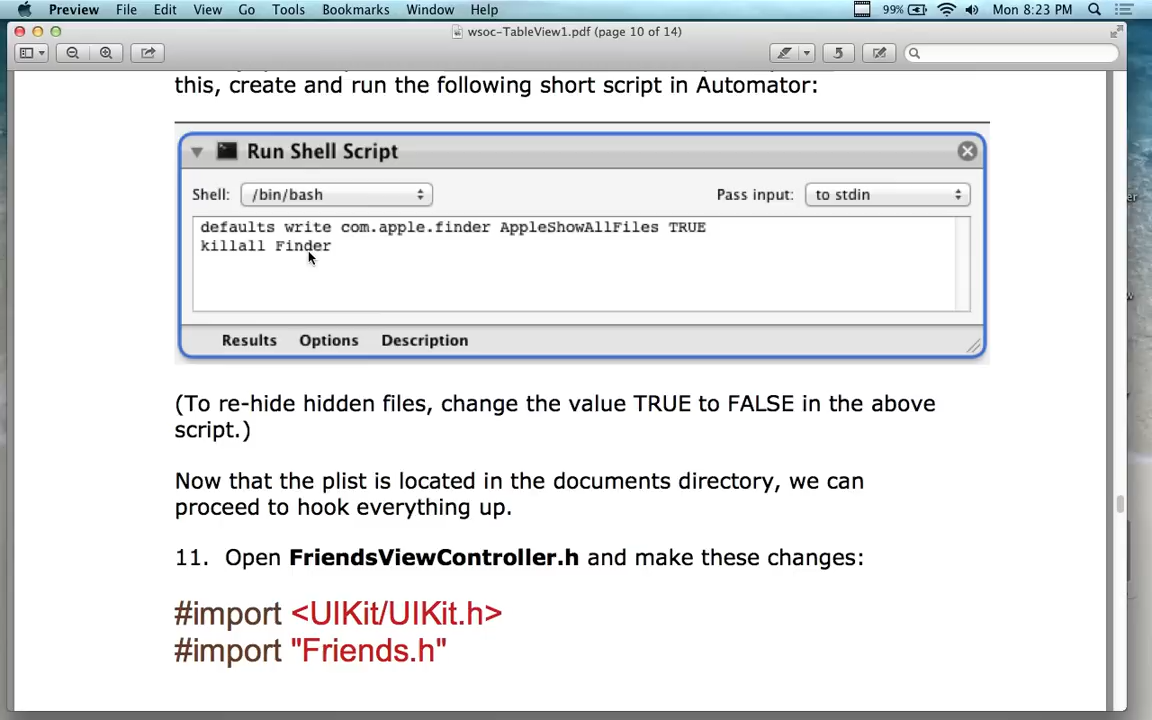 Preview File Edit View Go Tools Bookmarks Window Help 99% Mon 8:23 PM
wsoc-TableView1.pdf (page 10 of 14)
this, create and run the following short script in Automator:
Run Shell Script
Shell: /bin/bash Pass input: to stdin
defaults write com.apple.finder AppleShowAllFiles TRUE
killall Finder
Results Options Description
(To re-hide hidden files, change the value TRUE to FALSE in the above
script.)
Now that the plist is located in the documents directory, we can
proceed to hook everything up.
11. Open FriendsViewController.h and make these changes:
#import <UIKit/UIKit.h>
#import "Friends.h"